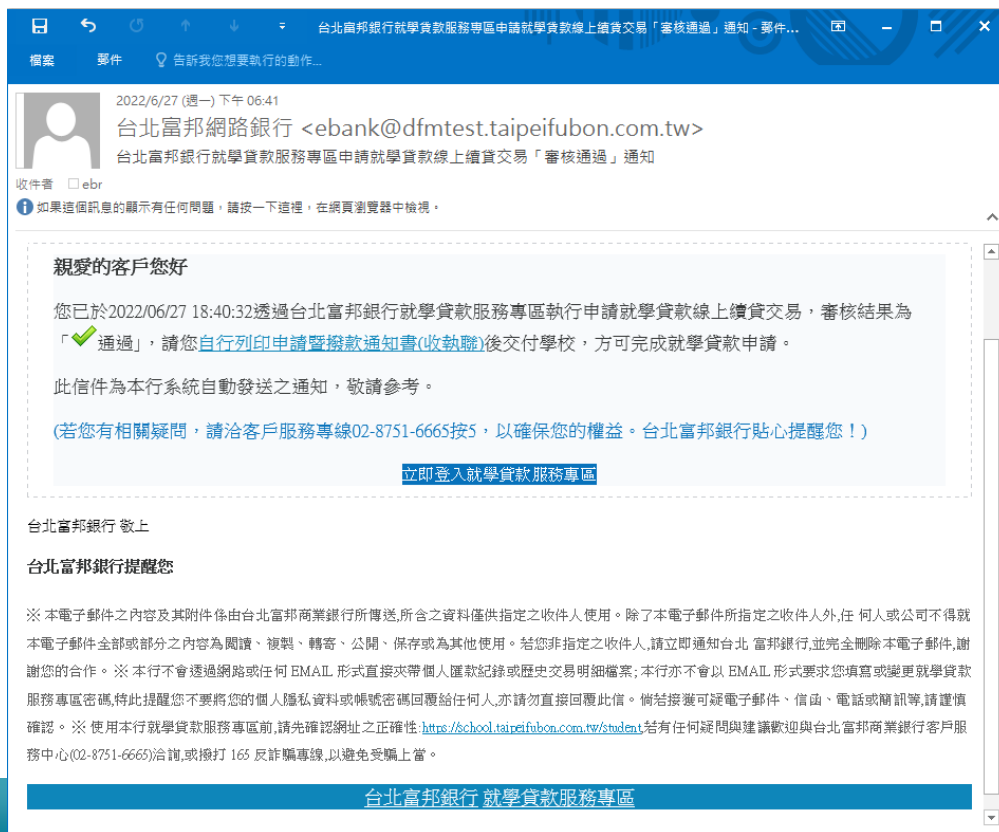 台北富邦銀行就學貸款服務專區申請就學貸款線上續貸交易「審核通過」通知 - 郵件...
檔案 郵件 告訴我您想要執行的動作...
2022/6/27 (週一) 下午 06:41
台北富邦網路銀行 <ebank@dfmtest.taipeifubon.com.tw>
台北富邦銀行就學貸款服務專區申請就學貸款線上續貸交易「審核通過」通知
收件者 ebr
如果這個訊息的顯示有任何問題，請按一下這裡，在網頁瀏覽器中檢視。
親愛的客戶您好
您已於2022/06/27 18:40:32透過台北富邦銀行就學貸款服務專區執行申請就學貸款線上續貸交易，審核結果為
「通過」，請您自行列印申請暨撥款通知書(收執聯)後交付學校，方可完成就學貸款申請。
此信件為本行系統自動發送之通知，敬請參考。
(若您有相關疑問，請洽客戶服務專線02-8751-6665按5，以確保您的權益。台北富邦銀行貼心提醒您！)
立即登入就學貸款服務專區
台北富邦銀行 敬上
台北富邦銀行提醒您
※ 本電子郵件之內容及其附件係由台北富邦商業銀行所傳送,所含之資料僅供指定之收件人使用。除了本電子郵件所指定之收件人外,任 何人或公司不得就
本電子郵件全部或部分之內容為閱讀、複製、轉寄、公開、保存或為其他使用。若您非指定之收件人,請立即通知台北 富邦銀行,並完全刪除本電子郵件,謝
謝您的合作。 ※ 本行不會透過網路或任何 EMAIL 形式直接夾帶個人匯款紀錄或歷史交易明細檔案; 本行亦不會以 EMAIL 形式要求您填寫或變更就學貸款
服務專區密碼,特此提醒您不要將您的個人隱私資料或帳號密碼回覆給任何人,亦請勿直接回覆此信。倘若接獲可疑電子郵件、信函、電話或簡訊等,請謹慎
確認。 ※ 使用本行就學貸款服務專區前,請先確認網址之正確性:https://school.taipeifubon.com.tw/student,若有任何疑問與建議歡迎與台北富邦商業銀行客戶服
務中心(02-8751-6665)洽詢,或撥打 165 反詐騙專線,以避免受騙上當。
台北富邦銀行 就學貸款服務專區